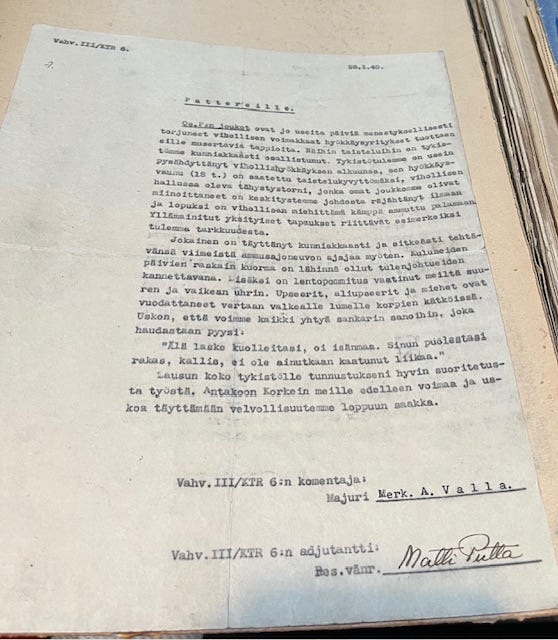 Vahv.III/KTR 6.
28.1.40.
Pattereille.
Os.P:n joukot ovat jo useita päiviä menestyksellisesti
torjuneet vihollisen voimakkaat hyökkäysyritykset tuottaen
sille musertavia tappioita. Näihin taisteluihin on tykis-
tömme kunniakkaasti osallistunut. Tykistötulemme on usein
pysähdyttänyt vihollishyökkäyksen alkuunsa, sen hyökkäys-
vaunu (18 t.) on saatettu taistelukyvyttömäksi, vihollisen
hallussa oleva tähystystorni, jonka omat joukkomme olivat
miinoittaneet on keskitystemme johdosta räjähtänyt ilmaan
ja lopuksi on vihollisen miehittämä kämppä ammuttu palamaan.
Yllämainitut yksityiset tapaukset riittävät esimerkiksi
tulemme tarkkuudesta.
Jokainen on täyttänyt kunniakkaasti ja sitkeästi tehtä-
vänsä viimeistä ammusajoneuvon ajajaa myöten. Kuluneiden
päivien raskain kuorma on lähinnä ollut tulenjohtueiden
kannettavana. Lisäksi on lentopommitus vaatinut meiltä suu-
ren ja vaikean uhrin. Upseerit, aliupseerit ja miehet ovat
vuodattaneet vertaan valkealle lumelle korpien kätköissä.
Uskon, että voimme kaikki yhtyä sankarin sanoihin, joka
haudastaan pyysi:
"Älä laske kuolleitasi, oi isänmaa. Sinun puolestasi
rakas, kallis, ei ole ainutkaan kaatunut liikaa."
Lausun koko tykistölle tunnustukseni hyvin suoritetus-
ta työstä. Antakoon Korkein meille edelleen voimaa ja us-
koa täyttämään velvollisuutemme loppuun saakka.
Vahv.III/KTR 6:n komentaja:
Majuri Merk. A. Valla.
Vahv.III/KTR 6:n adjutantti:
Res.vänr. Matti Putta